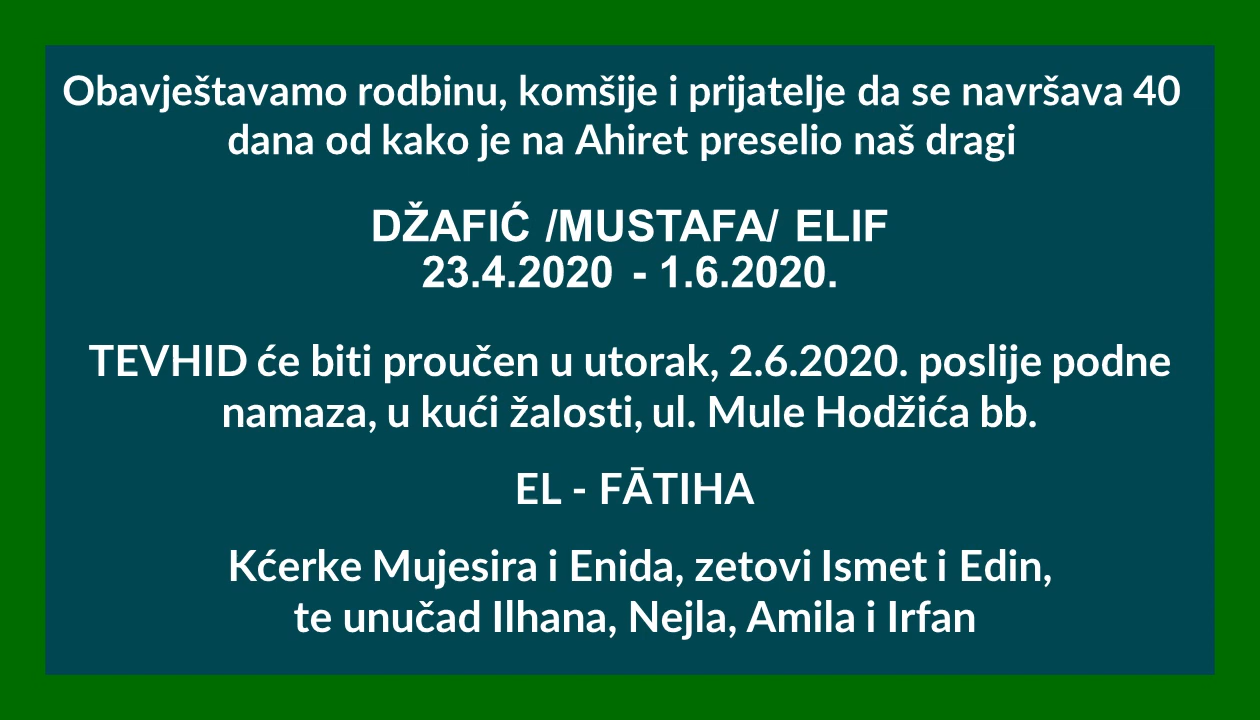 Obavještavamo rodbinu, komšije i prijatelje da se navršava 40
dana od kako je na Ahiret preselio naš dragi
DŽAFIĆ /MUSTAFA/ ELIF
23.4.2020 - 1.6.2020.
TEVHID će biti proučen u utorak, 2.6.2020. poslije podne
namaza, u kući žalosti, ul. Mule Hodžića bb.
EL - FĀTIHA
Kćerke Mujesira i Enida, zetovi Ismet i Edin,
te unučad Ilhana, Nejla, Amila i Irfan